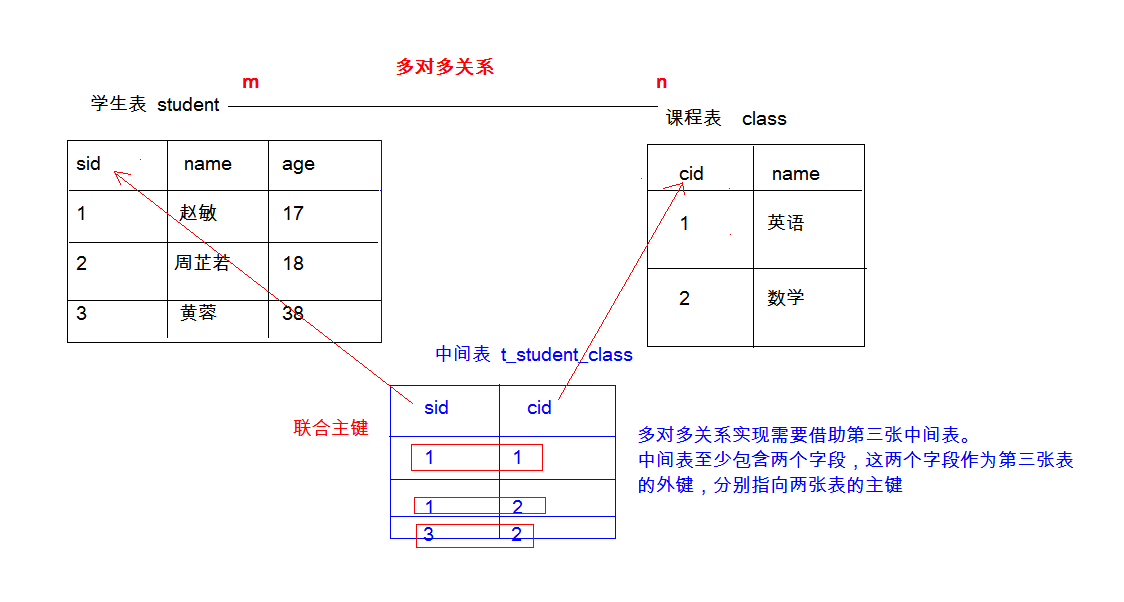 多对多关系
m n
学生表 student
课程表 class
sid name age
1 赵敏 17
2 周芷若 18
3 黄蓉 38
cid name
1 英语
2 数学
中间表 t_student_class
联合主键
sid cid
1 1
1 2
3 2
多对多关系实现需要借助第三张中间表。
中间表至少包含两个字段，这两个字段作为第三张表
的外键，分别指向两张表的主键